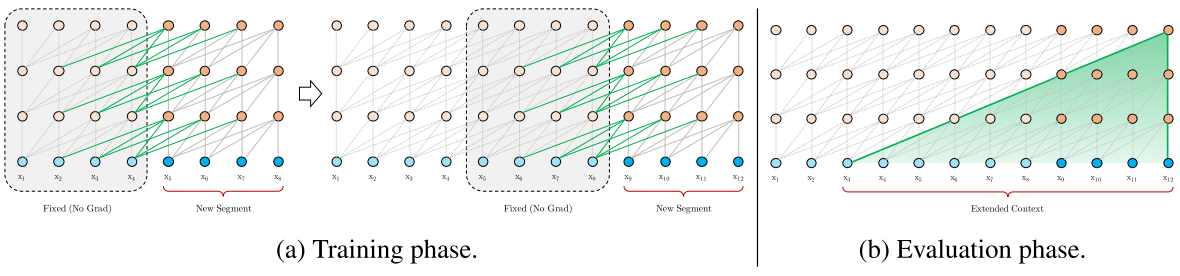 x1 x2 x3 x4 x5 x6 x7 x8
Fixed (No Grad) New Segment
x1 x2 x3 x4 x5 x6 x7 x8 x9 x10 x11 x12
Fixed (No Grad) New Segment
(a) Training phase.
x1 x2 x3 x4 x5 x6 x7 x8 x9 x10 x11 x12
Extended Context
(b) Evaluation phase.